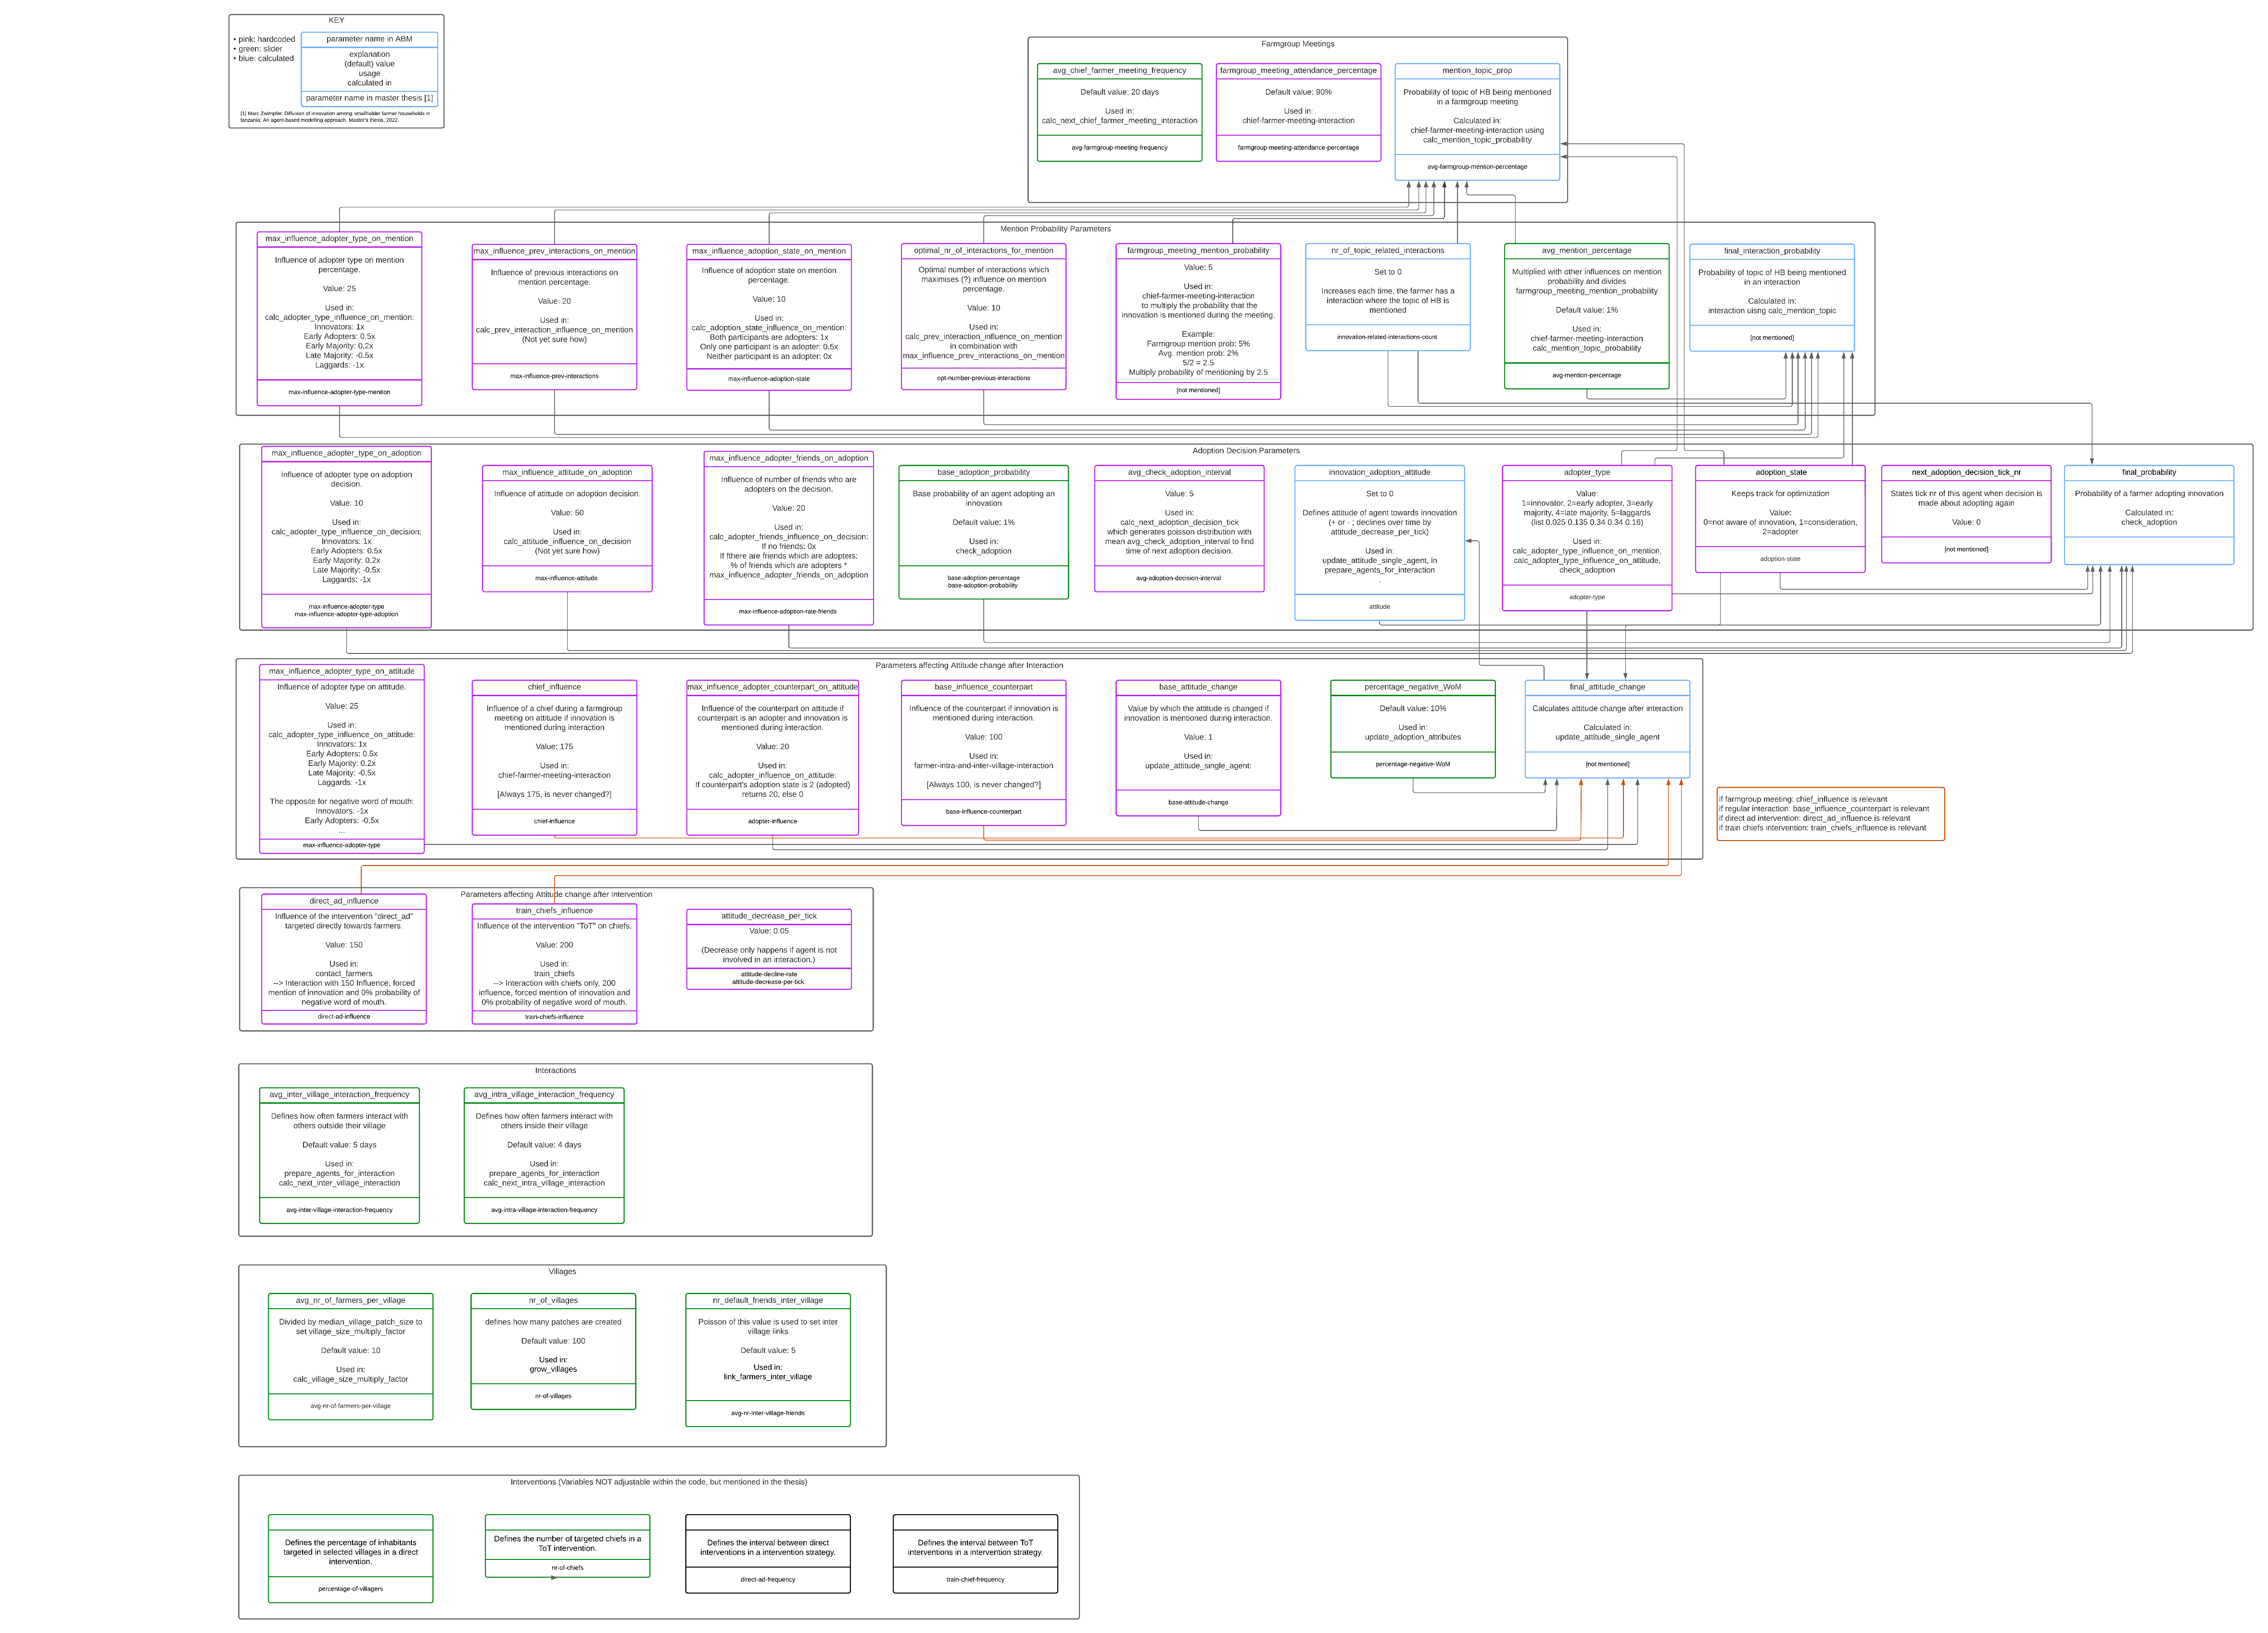 KEY
• pink: hardcoded
• green: slider
• blue: calculated
parameter name in ABM
explanation
(default) value
usage
calculated in
parameter name in master thesis [1]
[1] Marc Zwimpfer. Diffusion of innovation among smallholder farmer households in
tanzania: An agent-based modelling approach. Master's thesis, 2022.
Farmgroup Meetings
avg_chief_farmer_meeting_frequency
Default value: 20 days
Used in:
calc_next_chief_farmer_meeting_interaction
avg-farmgroup-meeting-frequency
farmgroup_meeting_attendance_percentage
Default value: 90%
Used in:
chief-farmer-meeting-interaction
farmgroup-meeting-attendance-percentage
mention_topic_prop
Probability of topic of HB being mentioned
in a farmgroup meeting
Calculated in:
chief-farmer-meeting-interaction using
calc_mention_topic_probability
avg-farmgroup-mention-percentage
Mention Probability Parameters
max_influence_adopter_type_on_mention
Influence of adopter type on mention
percentage.
Value: 25
Used in:
calc_adopter_type_influence_on_mention:
Innovators: 1x
Early Adopters: 0.5x
Early Majority: 0.2x
Late Majority: -0.5x
Laggards: -1x
max-influence-adopter-type-mention
max_influence_prev_interactions_on_mention
Influence of previous interactions on
mention percentage.
Value: 20
Used in:
calc_prev_interaction_influence_on_mention
(Not yet sure how)
max-influence-prev-interactions
max_influence_adoption_state_on_mention
Influence of adoption state on mention
percentage.
Value: 10
Used in:
calc_adoption_state_influence_on_mention:
Both participants are adopters: 1x
Only one participant is an adopter: 0.5x
Neither participant is an adopter: 0x
max-influence-adoption-state
optimal_nr_of_interactions_for_mention
Optimal number of interactions which
maximises (?) influence on mention
percentage.
Value: 10
Used in:
calc_prev_interaction_influence_on_mention
in combination with
max_influence_prev_interactions_on_mention
opt-number-previous-interactions
farmgroup_meeting_mention_probability
Value: 5
Used in:
chief-farmer-meeting-interaction
to multiply the probability that the
innovation is mentioned during the meeting.
Example:
Farmgroup mention prob: 5%
Avg. mention prob: 2%
5/2 = 2.5
Multiply probability of mentioning by 2.5
[not mentioned]
nr_of_topic_related_interactions
Set to 0
Increases each time, the farmer has a
interaction where the topic of HB is
mentioned
innovation-related-interactions-count
avg_mention_percentage
Multiplied with other influences on mention
probability and divides
farmgroup_meeting_mention_probability
Default value: 1%
Used in:
chief-farmer-meeting-interaction
calc_mention_topic_probability
avg-mention-percentage
final_interaction_probability
Probability of topic of HB being mentioned
in an interaction
Calculated in:
interaction uisng calc_mention_topic
[not mentioned]
Adoption Decision Parameters
max_influence_adopter_type_on_adoption
Influence of adopter type on adoption
decision.
Value: 10
Used in:
calc_adopter_type_influence_on_decision:
Innovators: 1x
Early Adopters: 0.5x
Early Majority: 0.2x
Late Majority: -0.5x
Laggards: -1x
max-influence-adopter-type
max-influence-adopter-type-adoption
max_influence_attitude_on_adoption
Influence of atittude on adoption decision.
Value: 50
Used in:
calc_attitude_influence_on_decision
(Not yet sure how)
max-influence-attitude
max_influence_adopter_friends_on_adoption
Influence of number of friends who are
adopters on the decision.
Value: 20
Used in:
calc_adopter_friends_influence_on_decision:
If no friends: 0x
If fthere are friends which are adopters:
% of friends which are adopters *
max_influence_adopter_friends_on_adoption
max-influence-adoption-rate-friends
base_adoption_probability
Base probability of an agent adopting an
innovation
Default value: 1%
Used in:
check_adoption
base-adoption-percentage
base-adoption-probability
avg_check_adoption_interval
Value: 5
Used in:
calc_next_adoption_decision_tick
which generates poisson distribution with
mean avg_check_adoption_interval to find
time of next adoption decision.
avg-adoption-decision-interval
innovation_adoption_attitude
Set to 0
Defines attitude of agent towards innovation
(+ or - ; declines over time by
attitude_decrease_per_tick)
Used in:
update_attitude_single_agent, in
prepare_agents_for_interaction
.
attitude
adopter_type
Value:
1=innovator, 2=early adopter, 3=early
majority, 4=late majority, 5=laggards
(list 0.025 0.135 0.34 0.34 0.16)
Used in:
calc_adopter_type_influence_on_mention,
calc_adopter_type_influence_on_attitude,
check_adoption
adopter-type
adoption_state
Keeps track for optimization
Value:
0=not aware of innovation, 1=consideration,
2=adopter
adoption-state
next_adoption_decision_tick_nr
States tick nr of this agent when decision is
made about adopting again
Value: 0
[not mentioned]
final_probability
Probability of a farmer adopting innovation
Calculated in:
check_adoption
Parameters affecting Attitude change after Interaction
max_influence_adopter_type_on_attitude
Influence of adopter type on attitude.
Value: 25
Used in:
calc_adopter_type_influence_on_attitude:
Innovators: 1x
Early Adopters: 0.5x
Early Majority: 0.2x
Late Majority: -0.5x
Laggards: -1x
The opposite for negative word of mouth:
Innovators: -1x
Early Adopters: -0.5x
...
max-influence-adopter-type
chief_influence
Influence of a chief during a farmgroup
meeting on attitude if innovation is
mentioned during interaction
Value: 175
Used in:
chief-farmer-meeting-interaction
[Always 175, is never changed?]
chief-influence
max_influence_adopter_counterpart_on_attitude
Influence of the counterpart on attitude if
counterpart is an adopter and innovation is
mentioned during interaction.
Value: 20
Used in:
calc_adopter_influence_on_attitude:
if counterpart's adoption state is 2 (adopted)
returns 20, else 0
adopter-influence
base_influence_counterpart
Influence of the counterpart if innovation is
mentioned during interaction.
Value: 100
Used in:
farmer-intra-and-inter-village-interaction
[Always 100, is never changed?]
base-influence-counterpart
base_attitude_change
Value by which the attitude is changed if
innovation is mentioned during interaction.
Value: 1
Used in:
update_attitude_single_agent:
base-attitude-change
percentage_negative_WoM
Default value: 10%
Used in:
update_adoption_attributes
percentage-negative-WoM
final_attitude_change
Calculates attitude change after interaction
Calculated in:
update_attitude_single_agent
[not mentioned]
if farmgroup meeting: chief_influence is relevant
if regular interaction: base_influence_counterpart is relevant
if direct ad intervention: direct_ad_influence is relevant
if train chiefs intervention: train_chiefs_influence is relevant
Parameters affecting Attitude change after Intervention
direct_ad_influence
Influence of the intervention "direct_ad"
targeted directly towards farmers.
Value: 150
Used in:
contact_farmers
--> Interaction with 150 Influence, forced
mention of innovation and 0% probability of
negative word of mouth.
direct-ad-influence
train_chiefs_influence
Influence of the intervention "ToT" on chiefs.
Value: 200
Used in:
train_chiefs
--> Interaction with chiefs only, 200
influence, forced mention of innovation and
0% probability of negative word of mouth.
train-chiefs-influence
attitude_decrease_per_tick
Value: 0.05
(Decrease only happens if agent is not
involved in an interaction.)
attitude-decline-rate
attitude-decrease-per-tick
Interactions
avg_inter_village_interaction_frequency
Defines how often farmers interact with
others outside their village
Default value: 5 days
Used in:
prepare_agents_for_interaction
calc_next_inter_village_interaction
avg-inter-village-interaction-frequency
avg_intra_village_interaction_frequency
Defines how often farmers interact with
others inside their village
Default value: 4 days
Used in:
prepare_agents_for_interaction
calc_next_intra_village_interaction
avg-intra-village-interaction-frequency
Villages
avg_nr_of_farmers_per_village
Divided by median_village_patch_size to
set village_size_multiply_factor
Default value: 10
Used in:
calc_village_size_multiply_factor
avg-nr-of-farmers-per-village
nr_of_villages
defines how many patches are created
Default value: 100
Used in:
grow_villages
nr-of-villages
nr_default_friends_inter_village
Poisson of this value is used to set inter
village links
Default value: 5
Used in:
link_farmers_inter_village
avg-nr-inter-village-friends
Interventions (Variables NOT adjustable within the code, but mentioned in the thesis)
Defines the percentage of inhabitants
targeted in selected villages in a direct
intervention.
percentage-of-villagers
Defines the number of targeted chiefs in a
ToT intervention.
nr-of-chiefs
Defines the interval between direct
interventions in a intervention strategy.
direct-ad-frequency
Defines the interval between ToT
interventions in a intervention strategy.
train-chief-frequency